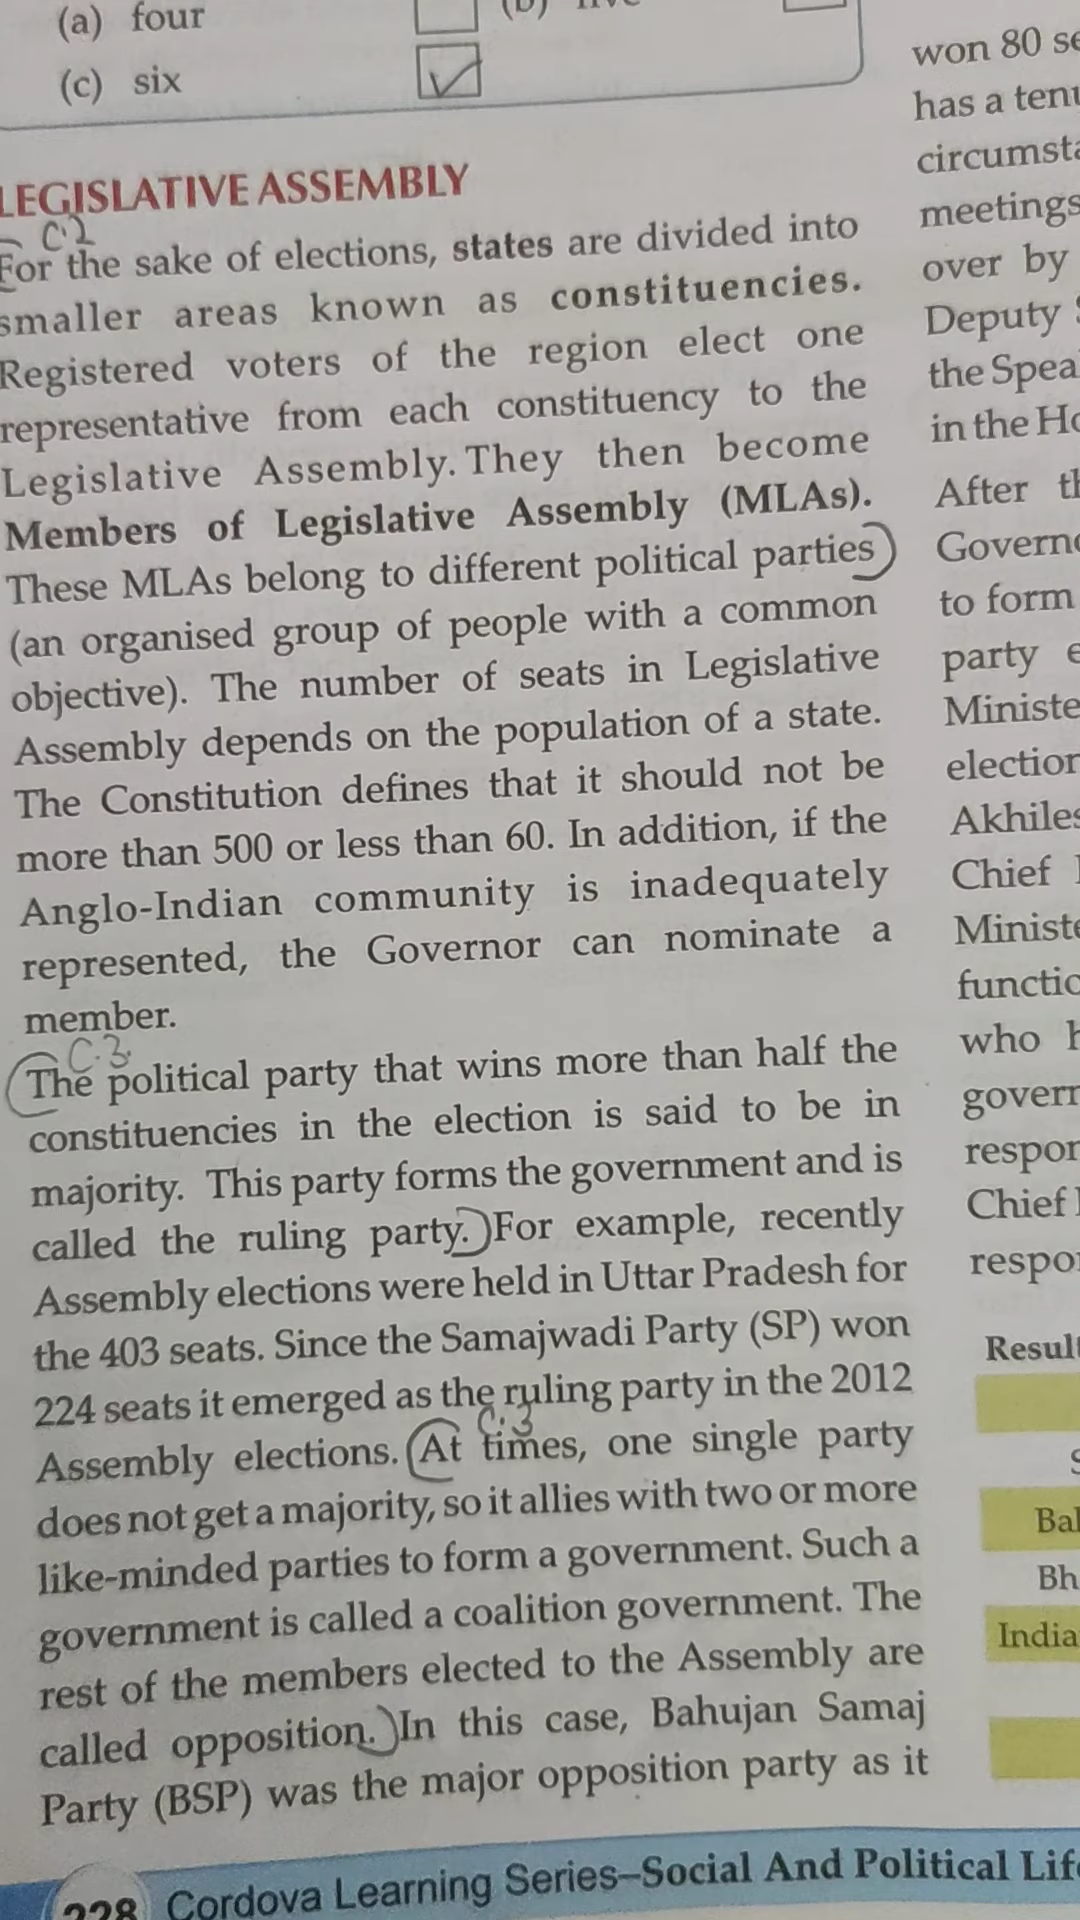 (a) four
(c) six
LEGISLATIVE ASSEMBLY
C.2
For the sake of elections, states are divided into
smaller areas known as constituencies.
Registered voters of the region elect one
representative from each constituency to the
Legislative Assembly. They then become
Members of Legislative Assembly (MLAs).
These MLAs belong to different political parties
(an organised group of people with a common
objective). The number of seats in Legislative
Assembly depends on the population of a state.
The Constitution defines that it should not be
more than 500 or less than 60. In addition, if the
Anglo-Indian community is inadequately
represented, the Governor can nominate a
member.
C.3
The political party that wins more than half the
constituencies in the election is said to be in
majority. This party forms the government and is
called the ruling party. For example, recently
Assembly elections were held in Uttar Pradesh for
the 403 seats. Since the Samajwadi Party (SP) won
224 seats it emerged as the ruling party in the 2012
C.3
Assembly elections. At times, one single party
does not get a majority, so it allies with two or more
like-minded parties to form a government. Such a
government is called a coalition government. The
rest of the members elected to the Assembly are
called opposition. In this case, Bahujan Samaj
Party (BSP) was the major opposition party as it
won 80
has a
meetings
over by
Deputy
the
in the
After
to form
party
Chief
who
Chief
228 Cordova Learning Series–Social And Political